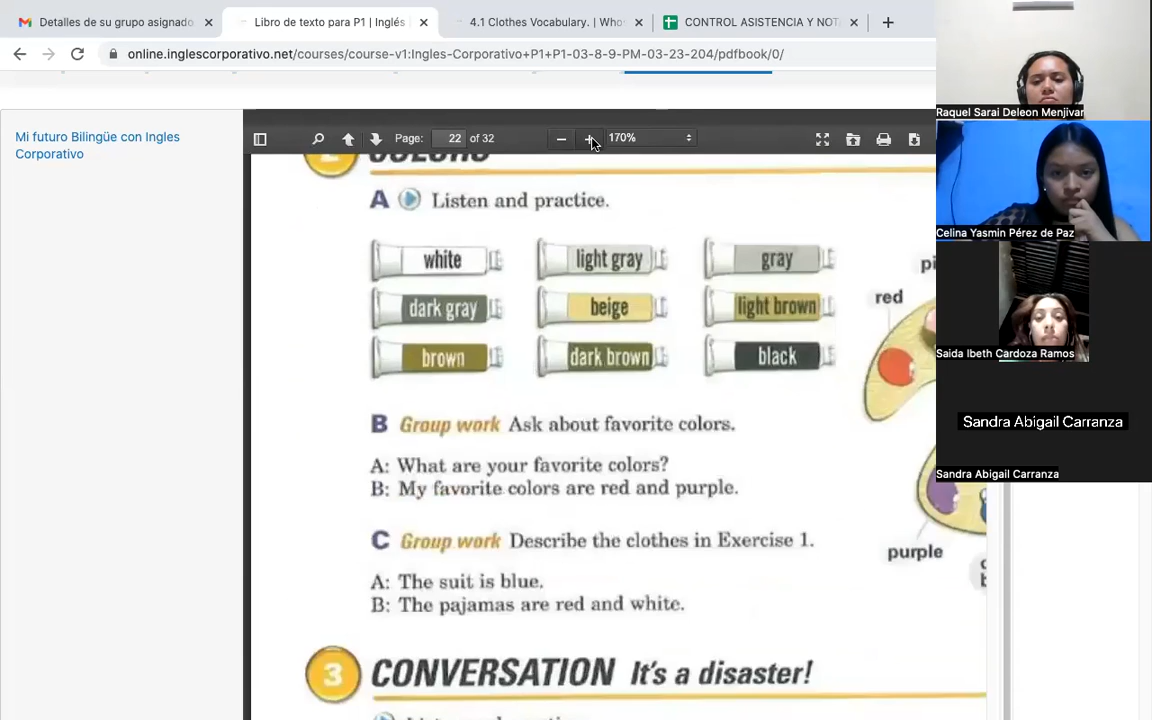 Detalles de su grupo asignado
Libro de texto para P1 | Inglés
4.1 Clothes Vocabulary. | Who
CONTROL ASISTENCIA Y NOT
online.inglescorporativo.net/courses/course-v1:Ingles-Corporativo+P1+P1-03-8-9-PM-03-23-204/pdfbook/0/
Mi futuro Bilingüe con Ingles
Corporativo
Page: 22 of 32
170%
2 COLORS
A Listen and practice.
white light gray gray
dark gray beige light brown
brown dark brown black
red
purple
B Group work Ask about favorite colors.
A: What are your favorite colors?
B: My favorite colors are red and purple.
C Group work Describe the clothes in Exercise 1.
A: The suit is blue.
B: The pajamas are red and white.
3 CONVERSATION It's a disaster!
Raquel Sarai Deleon Menjivar
Celina Yasmin Pérez de Paz
Saida Ibeth Cardoza Ramos
Sandra Abigail Carranza
Sandra Abigail Carranza